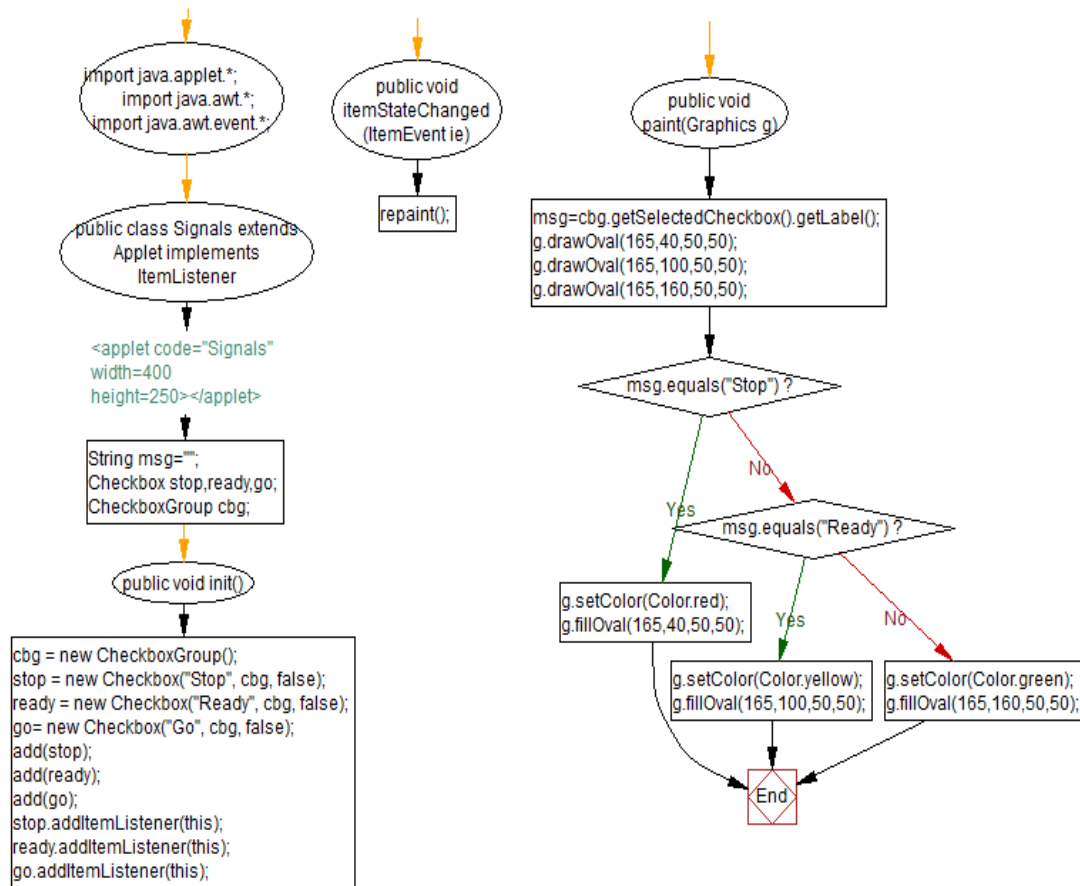 import java.applet.*;
import java.awt.*;
import java.awt.event.*;
public class Signals extends
Applet implements
ItemListener
<applet code="Signals"
width=400
height=250></applet>
String msg="";
Checkbox stop,ready,go;
CheckboxGroup cbg;
public void init()
cbg = new CheckboxGroup();
stop = new Checkbox("Stop", cbg, false);
ready = new Checkbox("Ready", cbg, false);
go= new Checkbox("Go", cbg, false);
add(stop);
add(ready);
add(go);
stop.addItemListener(this);
ready.addItemListener(this);
go.addItemListener(this);
public void
itemStateChanged
(ItemEvent ie)
repaint();
public void
paint(Graphics g)
msg=cbg.getSelectedCheckbox().getLabel();
g.drawOval(165,40,50,50);
g.drawOval(165,100,50,50);
g.drawOval(165,160,50,50);
msg.equals("Stop") ?
No
Yes
msg.equals("Ready") ?
g.setColor(Color.red);
g.fillOval(165,40,50,50);
Yes
No
g.setColor(Color.yellow);
g.fillOval(165,100,50,50);
g.setColor(Color.green);
g.fillOval(165,160,50,50);
End